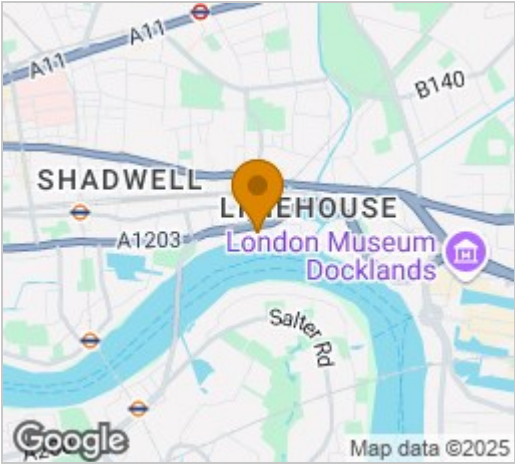 A11
A11
B140
SHADWELL
LIMEHOUSE
A1203
London Museum
Docklands
Salter Rd
Google
Map data ©2025